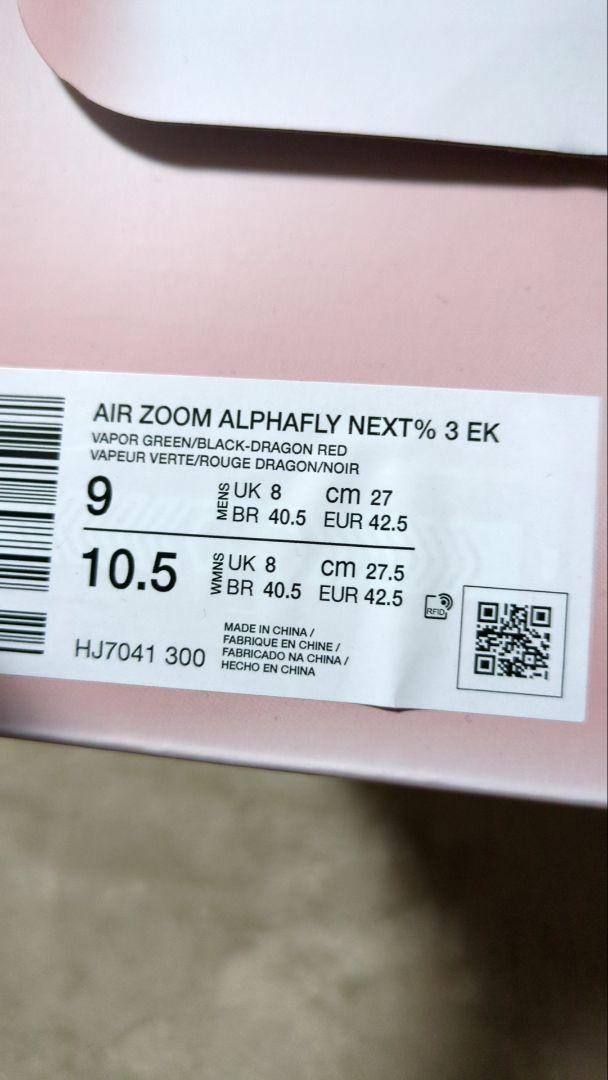 AIR ZOOM ALPHAFLY NEXT% 3 EK
VAPOR GREEN/BLACK-DRAGON RED
VAPEUR VERTE/ROUGE DRAGON/NOIR
9 MENS UK 8 cm 27
BR 40.5 EUR 42.5
10.5 WMNS UK 8 cm 27.5
BR 40.5 EUR 42.5
RFID
HJ7041 300
MADE IN CHINA /
FABRIQUE EN CHINE /
FABRICADO NA CHINA /
HECHO EN CHINA